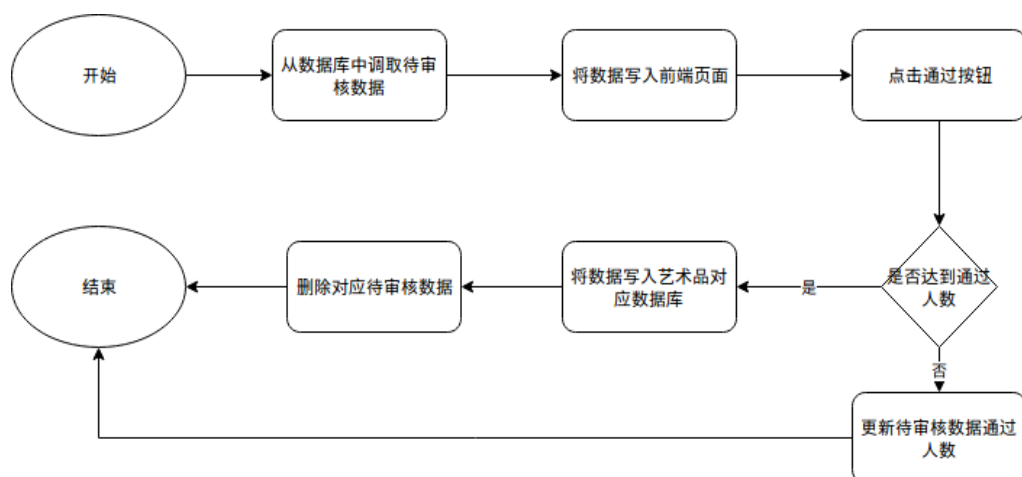 开始
从数据库中调取待审
核数据
将数据写入前端页面
点击通过按钮
是否达到通过
人数
是
将数据写入艺术品对
应数据库
删除对应待审核数据
结束
否
更新待审核数据通过
人数